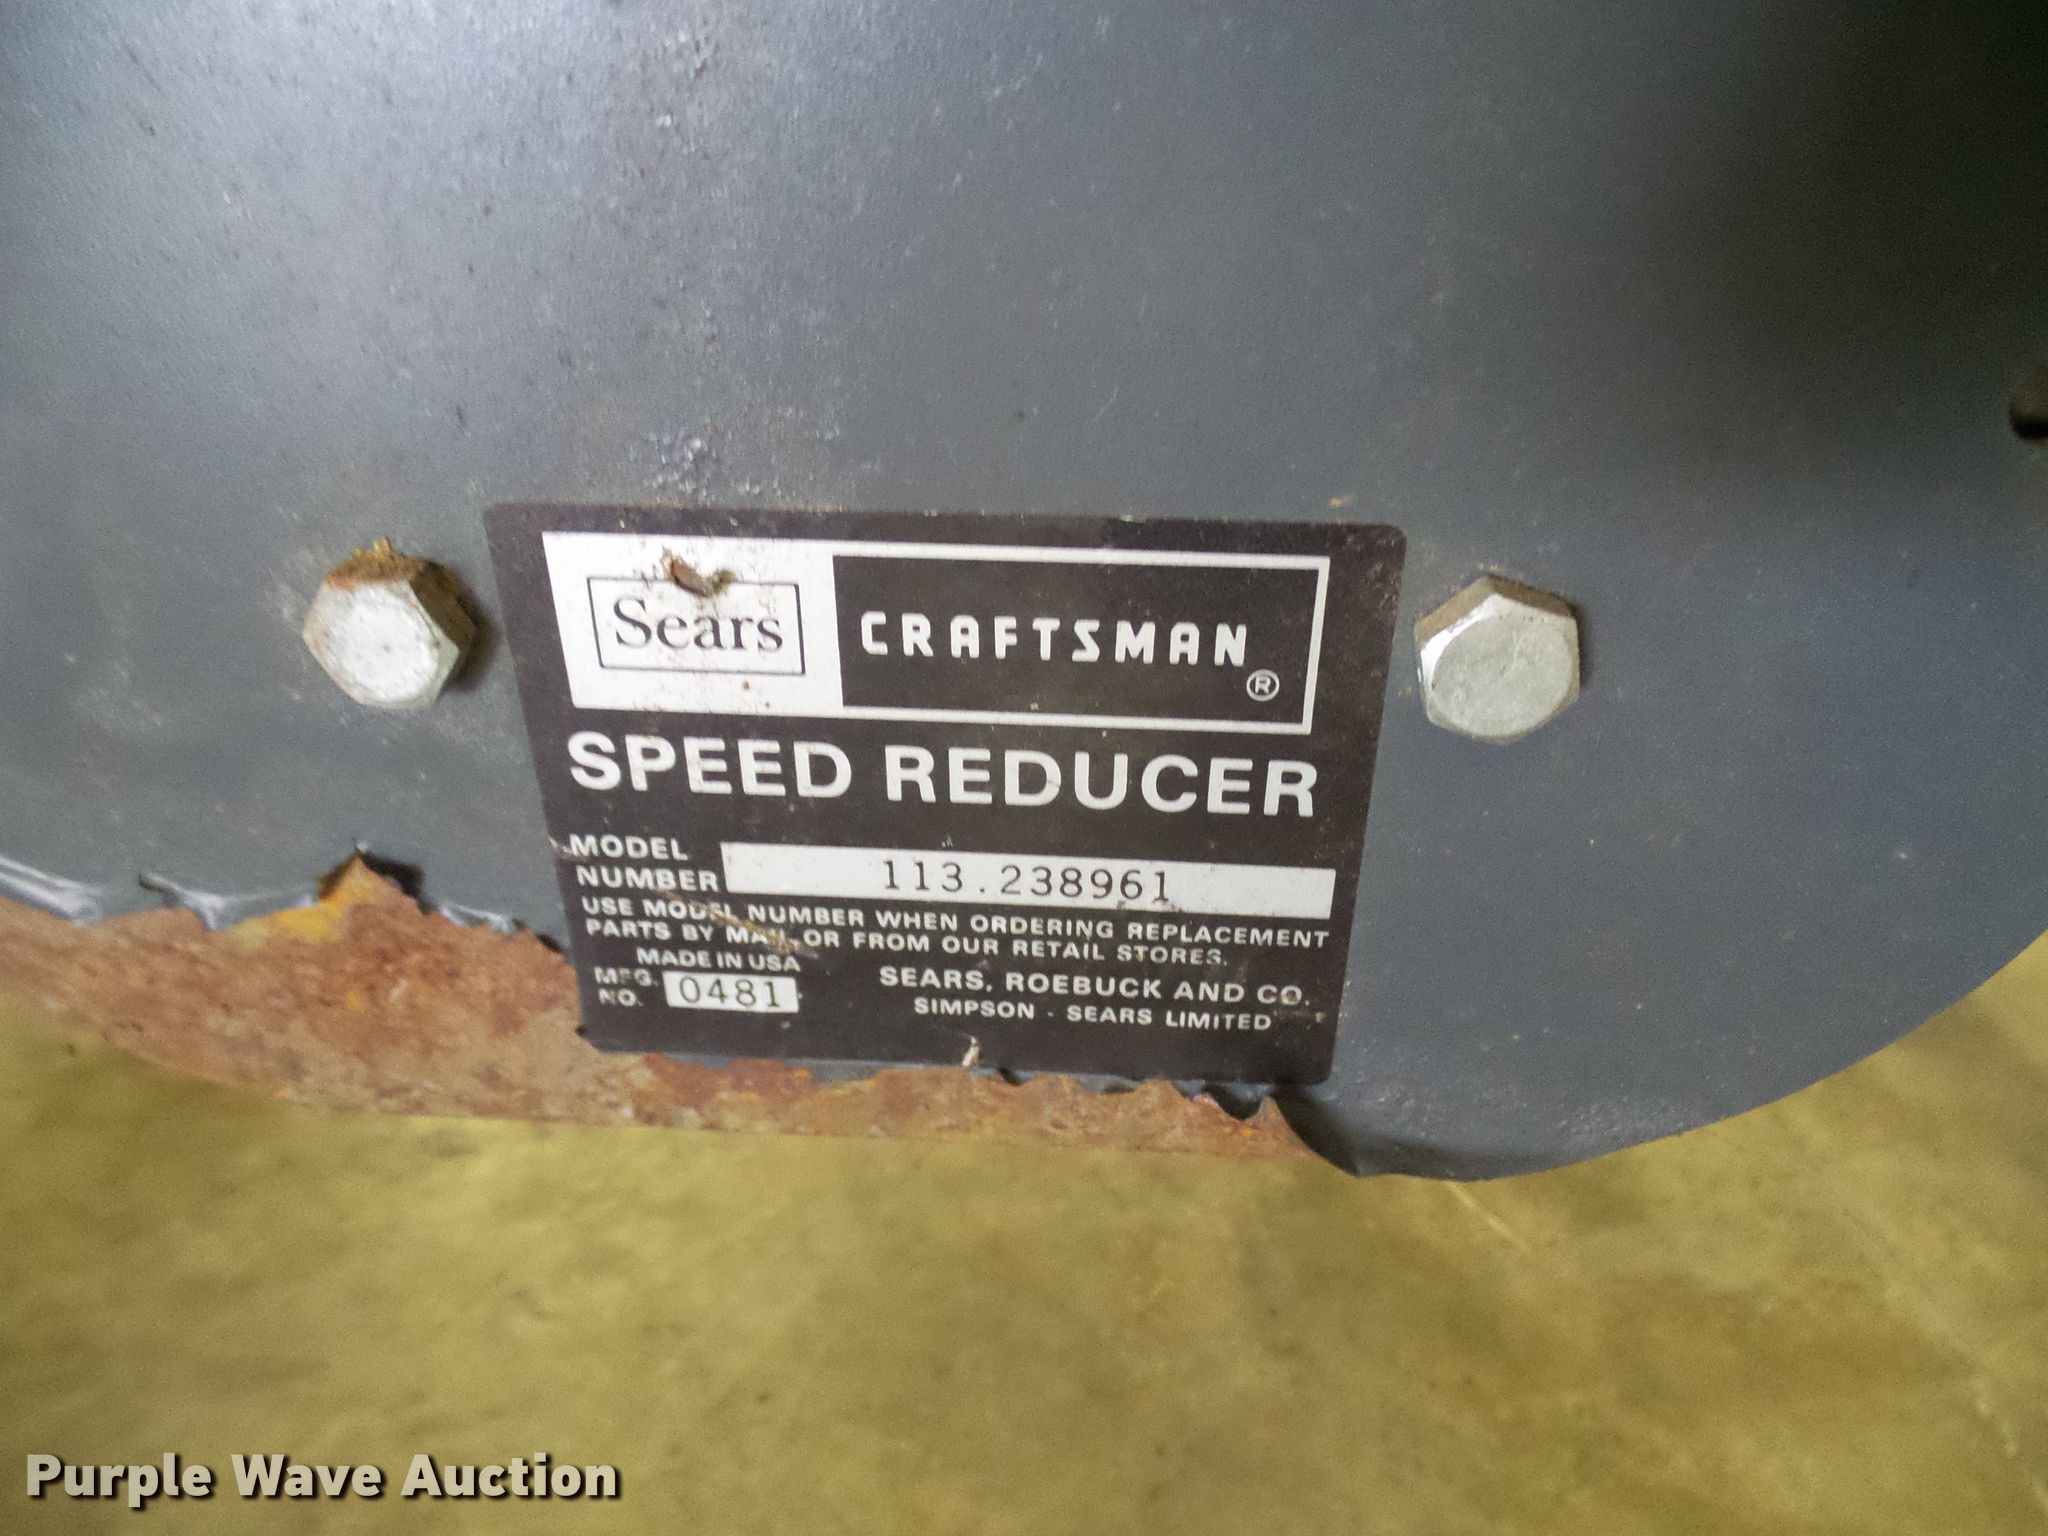 Sears
CRAFTSMAN
®
SPEED REDUCER
MODEL
NUMBER 113.238961
USE MODEL NUMBER WHEN ORDERING REPLACEMENT
PARTS BY MAIL OR FROM OUR RETAIL STORES.
MADE IN USA
MFG.
NO. 0481
SEARS, ROEBUCK AND CO.
SIMPSON - SEARS LIMITED
Purple Wave Auction